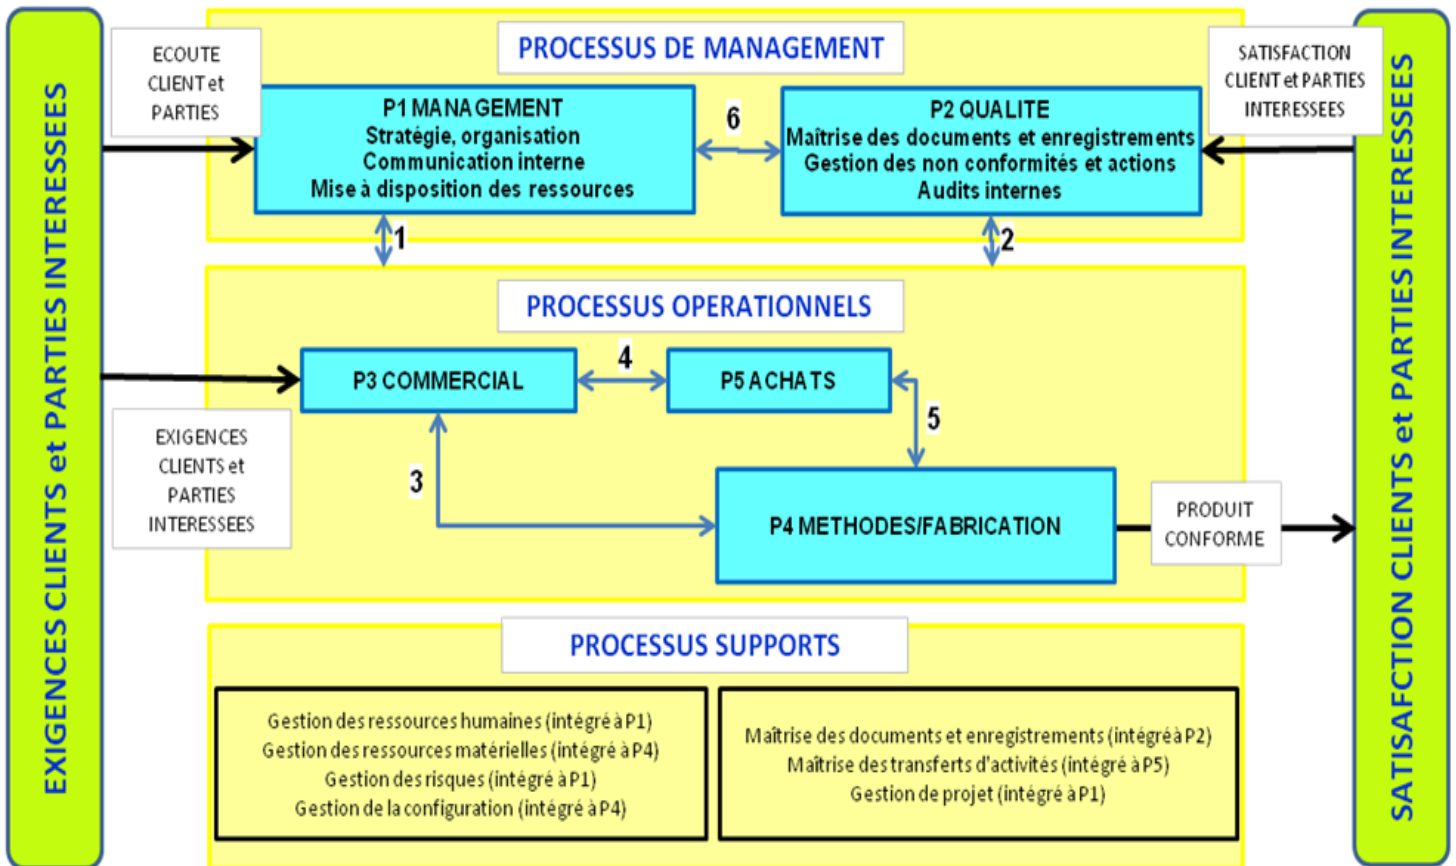 EXIGENCES CLIENTS et PARTIES INTERESSEES
ECOUTE
CLIENT et
PARTIES
PROCESSUS DE MANAGEMENT
P1 MANAGEMENT
Stratégie, organisation
Communication interne
Mise à disposition des ressources
6
P2 QUALITE
Maîtrise des documents et enregistrements
Gestion des non conformités et actions
Audits internes
SATISFACTION
CLIENT et PARTIES
INTERESSEES
1
2
PROCESSUS OPERATIONNELS
P3 COMMERCIAL
4
P5 ACHATS
5
3
EXIGENCES
CLIENTS et
PARTIES
INTERESSEES
P4 METHODES/FABRICATION
PRODUIT
CONFORME
PROCESSUS SUPPORTS
Gestion des ressources humaines (intégré à P1)
Gestion des ressources matérielles (intégré à P4)
Gestion des risques (intégré à P1)
Gestion de la configuration (intégré à P4)
Maîtrise des documents et enregistrements (intégré à P2)
Maîtrise des transferts d'activités (intégré à P5)
Gestion de projet (intégré à P1)
SATISAFCTION CLIENTS et PARTIES INTERESSEES